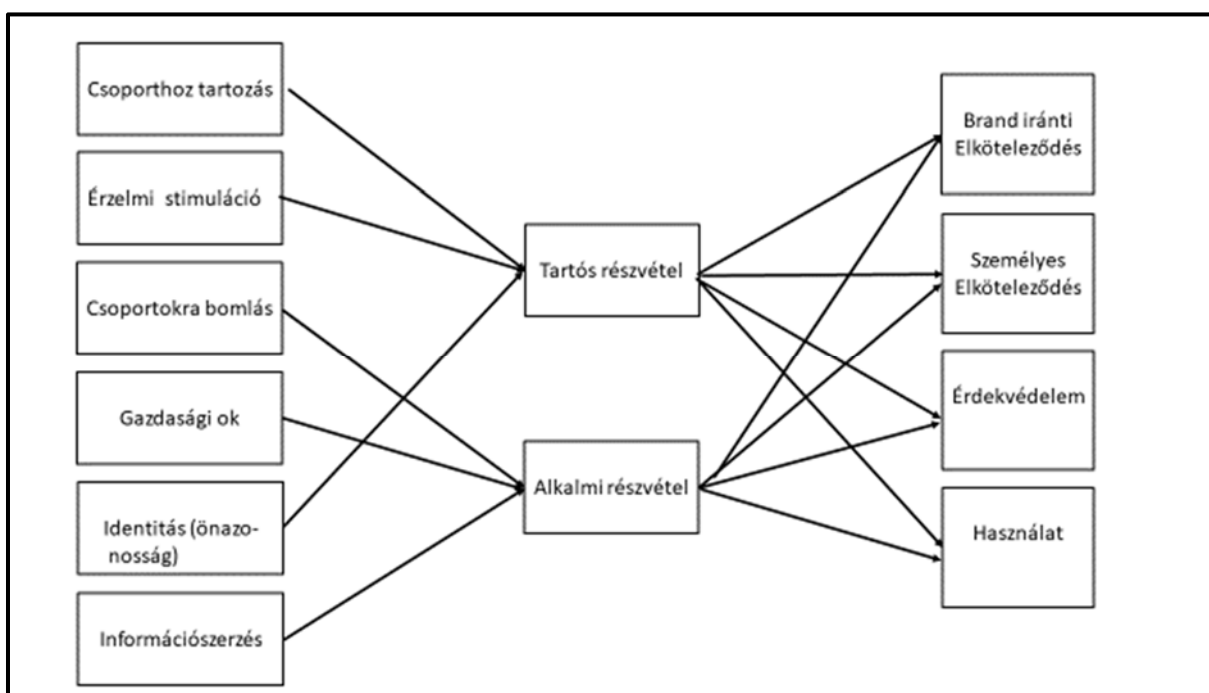 Csoporthoz tartozás
Érzelmi stimuláció
Csoportokra bomlás
Gazdasági ok
Identitás (önazo-
nosság)
Információszerzés
Tartós részvétel
Alkalmi részvétel
Brand iránti
Elköteleződés
Személyes
Elköteleződés
Érdekvédelem
Használat